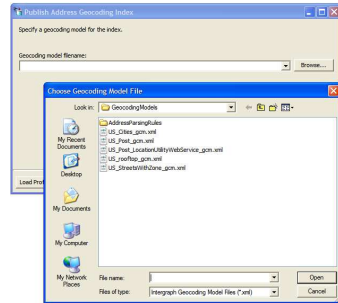 Publish Address Geocoding Index
Specify a geocoding model for the index.
Geocoding model filename:
Browse...
Choose Geocoding Model File
Look in:
GeocodingModels
AddressParsingRules
US_Cities_gcm.xml
US_Post_gcm.xml
US_Post_LocationUtilityWebService_gcm.xml
US_rooftop_gcm.xml
US_StreetsWithZone_gcm.xml
My Recent
Documents
Desktop
My Documents
My Computer
My Network
Places
File name:
Open
Files of type:
Intergraph Geocoding Model Files (*.xml)
Cancel
Load Prof